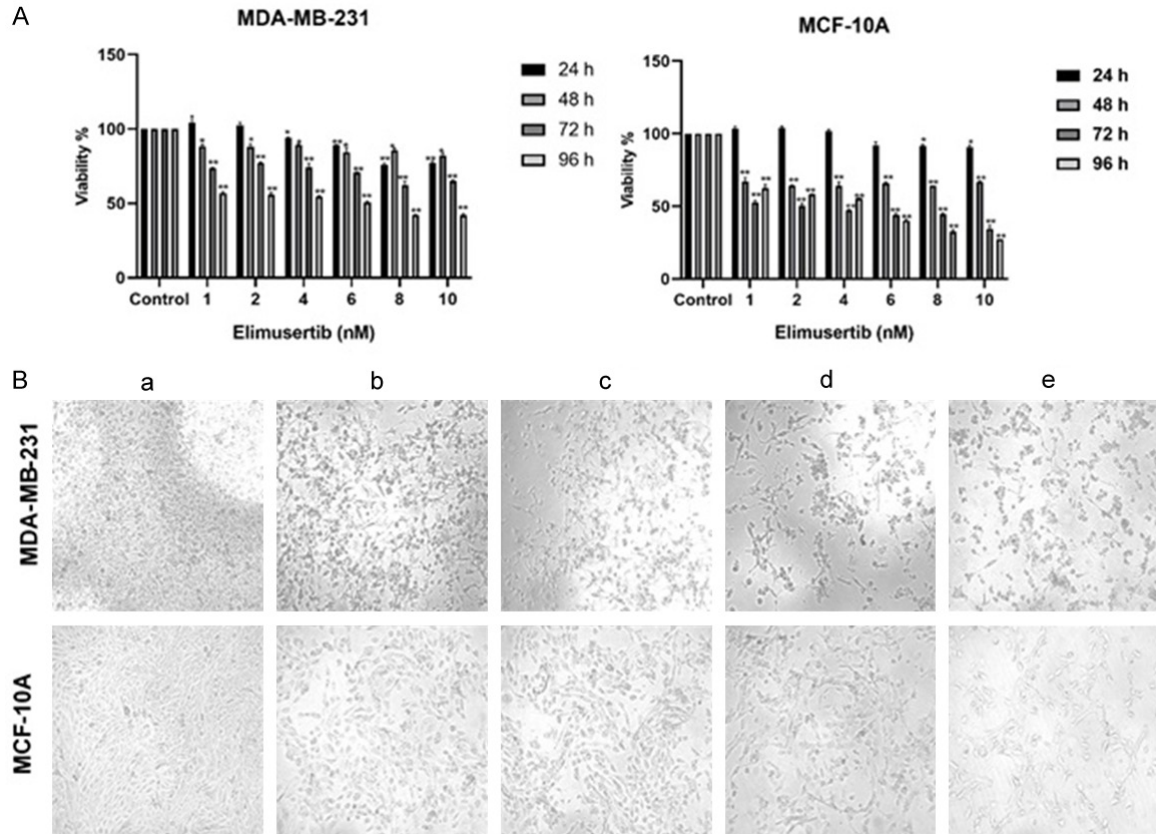 A
MDA-MB-231
150
100
50
0
Viability %
** ** ** ** ** ** ** ** ** ** ** ** **
Control 1 2 4 6 8 10
Elimusertib (nM)
24 h
48 h
72 h
96 h
MCF-10A
150
100
50
0
Viability %
Control 1 2 4 6 8 10
Elimusertib (nM)
24 h
48 h
72 h
96 h
B
a b c d e
MDA-MB-231
MCF-10A